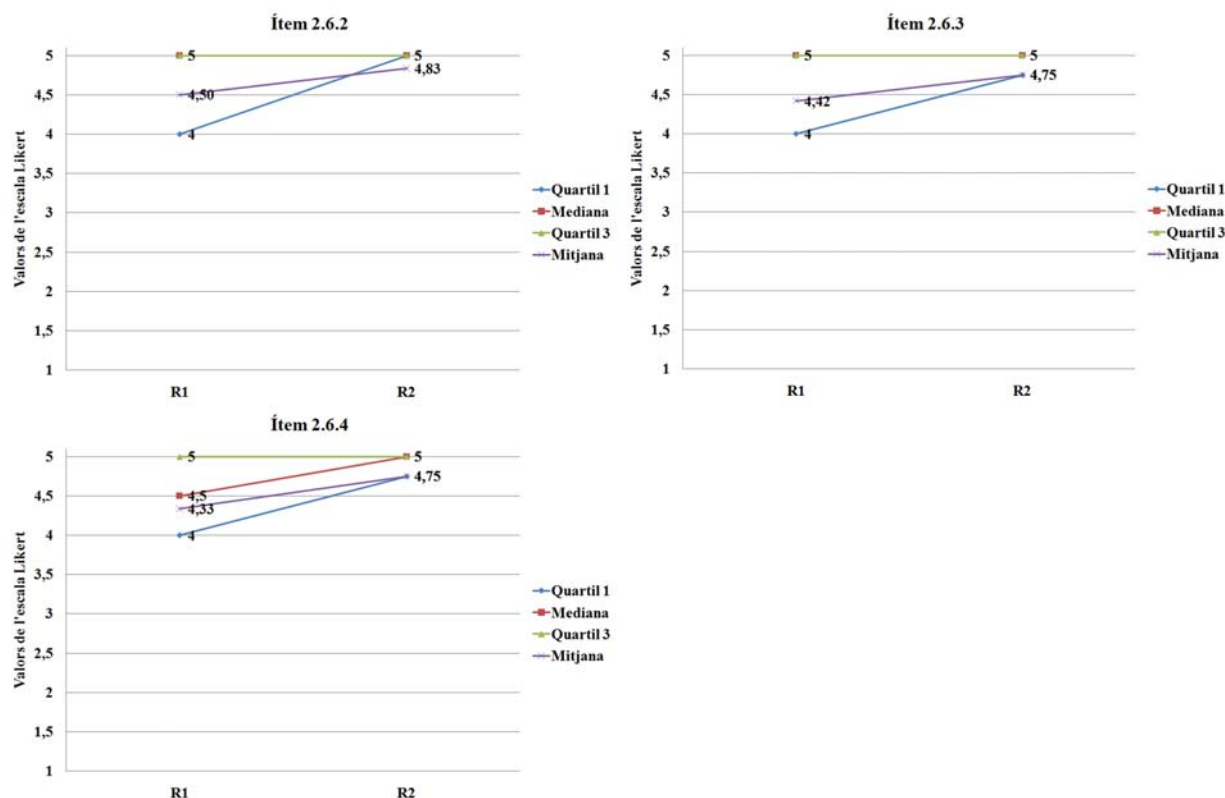 Ítem 2.6.2
Valors de l'escala Likert
5
4,5
4
3,5
3
2,5
2
1,5
1
5
4,50
4
5
4,83
R1
R2
Quartil 1
Mediana
Quartil 3
Mitjana
Ítem 2.6.3
Valors de l'escala Likert
5
4,5
4
3,5
3
2,5
2
1,5
1
5
4,42
4
5
4,75
R1
R2
Quartil 1
Mediana
Quartil 3
Mitjana
Ítem 2.6.4
Valors de l'escala Likert
5
4,5
4
3,5
3
2,5
2
1,5
1
5
4,5
4,33
4
5
4,75
R1
R2
Quartil 1
Mediana
Quartil 3
Mitjana